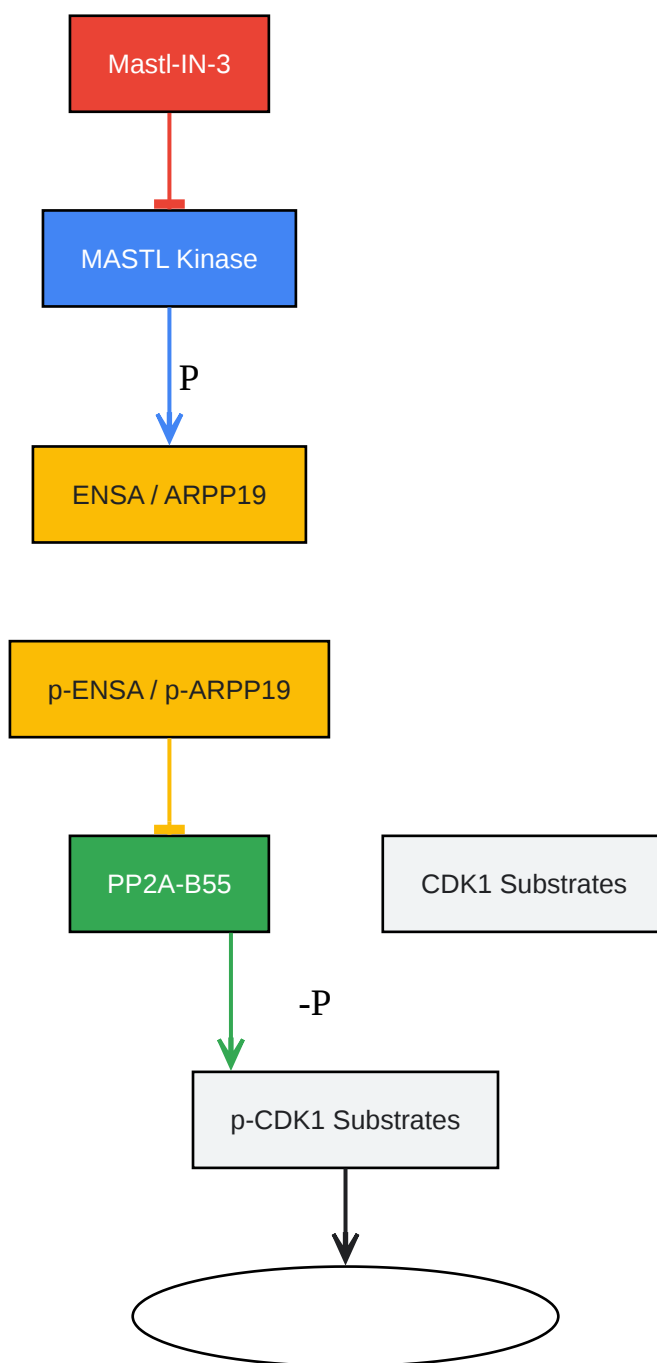 Mastl-IN-3
MASTL Kinase
P
ENSA / ARPP19
p-ENSA / p-ARPP19
PP2A-B55
CDK1 Substrates
-P
p-CDK1 Substrates